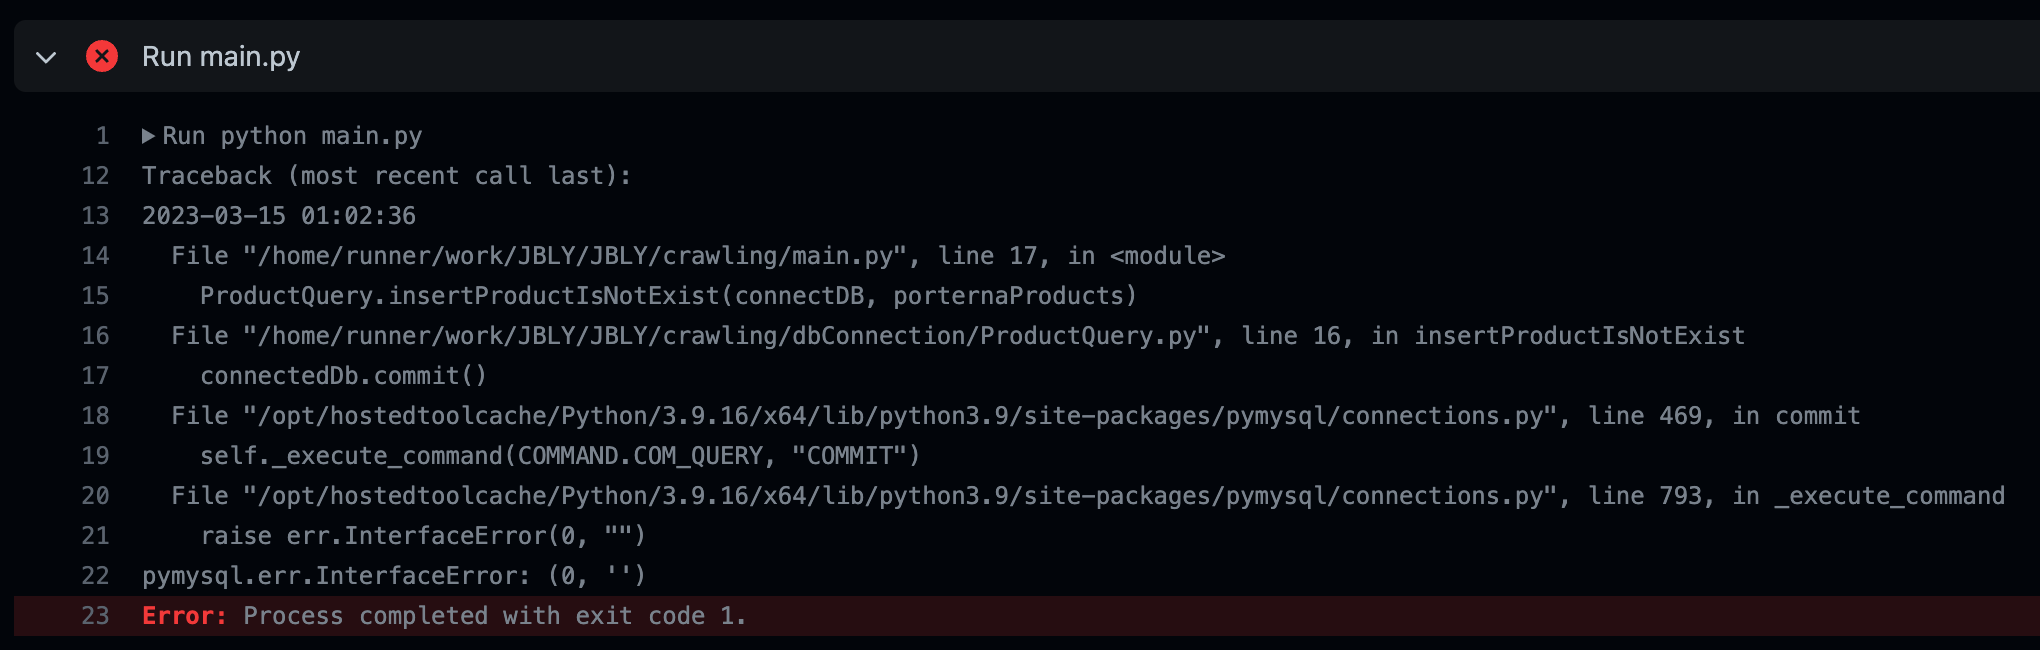 Run main.py
1 ▶Run python main.py
12 Traceback (most recent call last):
13 2023-03-15 01:02:36
14 File "/home/runner/work/JBLY/JBLY/crawling/main.py", line 17, in <module>
15 ProductQuery.insertProductIsNotExist(connectDB, porternaProducts)
16 File "/home/runner/work/JBLY/JBLY/crawling/dbConnection/ProductQuery.py", line 16, in insertProductIsNotExist
17 connectedDb.commit()
18 File "/opt/hostedtoolcache/Python/3.9.16/x64/lib/python3.9/site-packages/pymysql/connections.py", line 469, in commit
19 self._execute_command(COMMAND.COM_QUERY, "COMMIT")
20 File "/opt/hostedtoolcache/Python/3.9.16/x64/lib/python3.9/site-packages/pymysql/connections.py", line 793, in _execute_command
21 raise err.InterfaceError(0, "")
22 pymysql.err.InterfaceError: (0, '')
23 Error: Process completed with exit code 1.